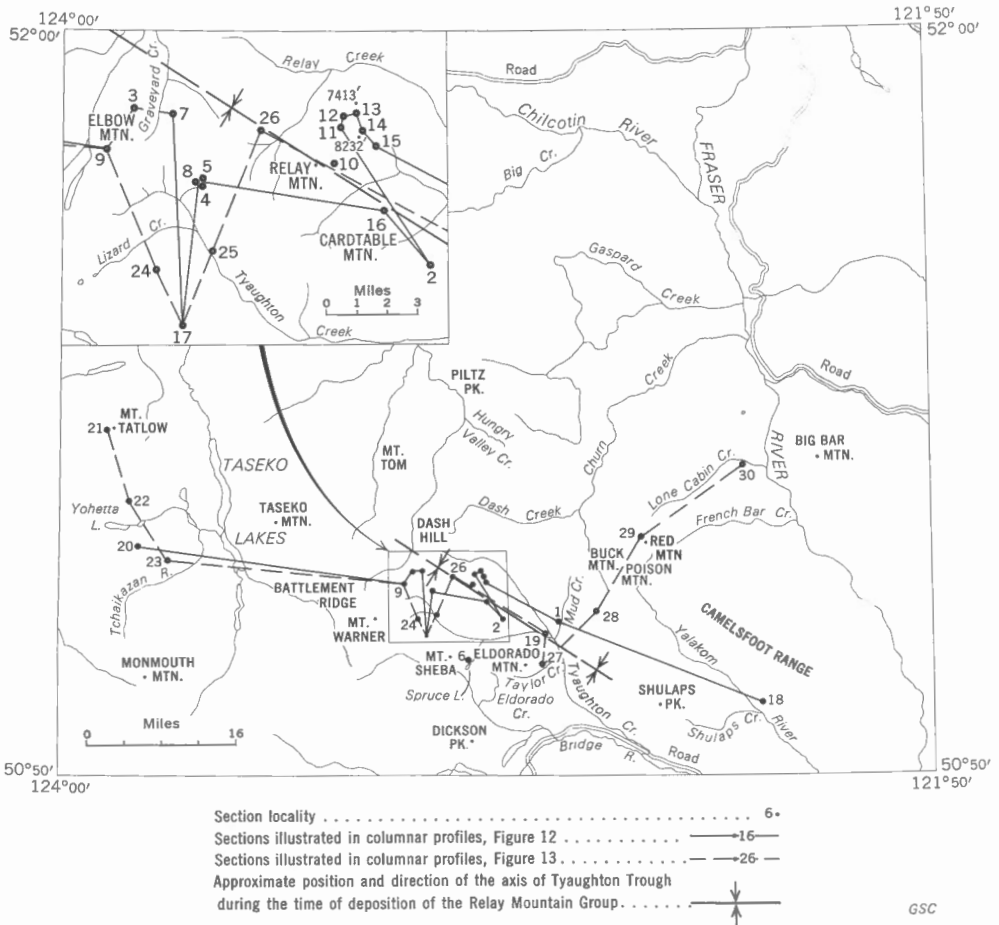 124°00'
52°00'
121°50'
52°00'
3
Graveyard Cr.
7
ELBOW
MTN.
9
26
Relay Creek
7413'
12
13
11
14
8232'
15
10
RELAY
MTN.
8
5
4
16
CARDTABLE
MTN.
2
Lizard Cr.
25
24
Tyaughton
Creek
17
Miles
0 1 2 3
Road
Chilcotin River
Big Cr.
FRASER
Gaspard
Creek
Creek
Road
RIVER
PILTZ
PK.
Hungry
Valley Cr.
Churn
BIG BAR
MTN.
21
MT.
TATLOW
TASEKO
MT.
TOM
Lone Cabin Cr.
30
22
Yohetta
L.
TASEKO
MTN.
LAKES
Dash Creek
French Bar Cr.
29
RED
MTN
DASH
HILL
20
23
26
BUCK
MTN.
POISON
MTN.
Tchaikazan R.
BATTLEMENT
RIDGE
9
Mud Cr.
28
CAMELSFOOT RANGE
24
2
1
MT.
WARNER
19
Yalakom
MT.
SHEBA
6
ELDORADO
MTN.
27
Taylor Cr.
MONMOUTH
MTN.
Spruce L.
Eldorado
Cr.
Tyaughton Cr.
SHULAPS
PK.
18
Shulaps Cr.
River
Miles
0 16
DICKSON
PK.
Bridge R.
Road
50°50'
124°00'
50°50'
121°50'
Section locality . . . . . . . . . . . . . . . . . . . . . . . . . . . . . . . . . . . . . . . . 6
Sections illustrated in columnar profiles, Figure 12 . . . . . . . . . . . . 16
Sections illustrated in columnar profiles, Figure 13 . . . . . . . . . . . . 26
Approximate position and direction of the axis of Tyaughton Trough
during the time of deposition of the Relay Mountain Group . . . . . . .
GSC